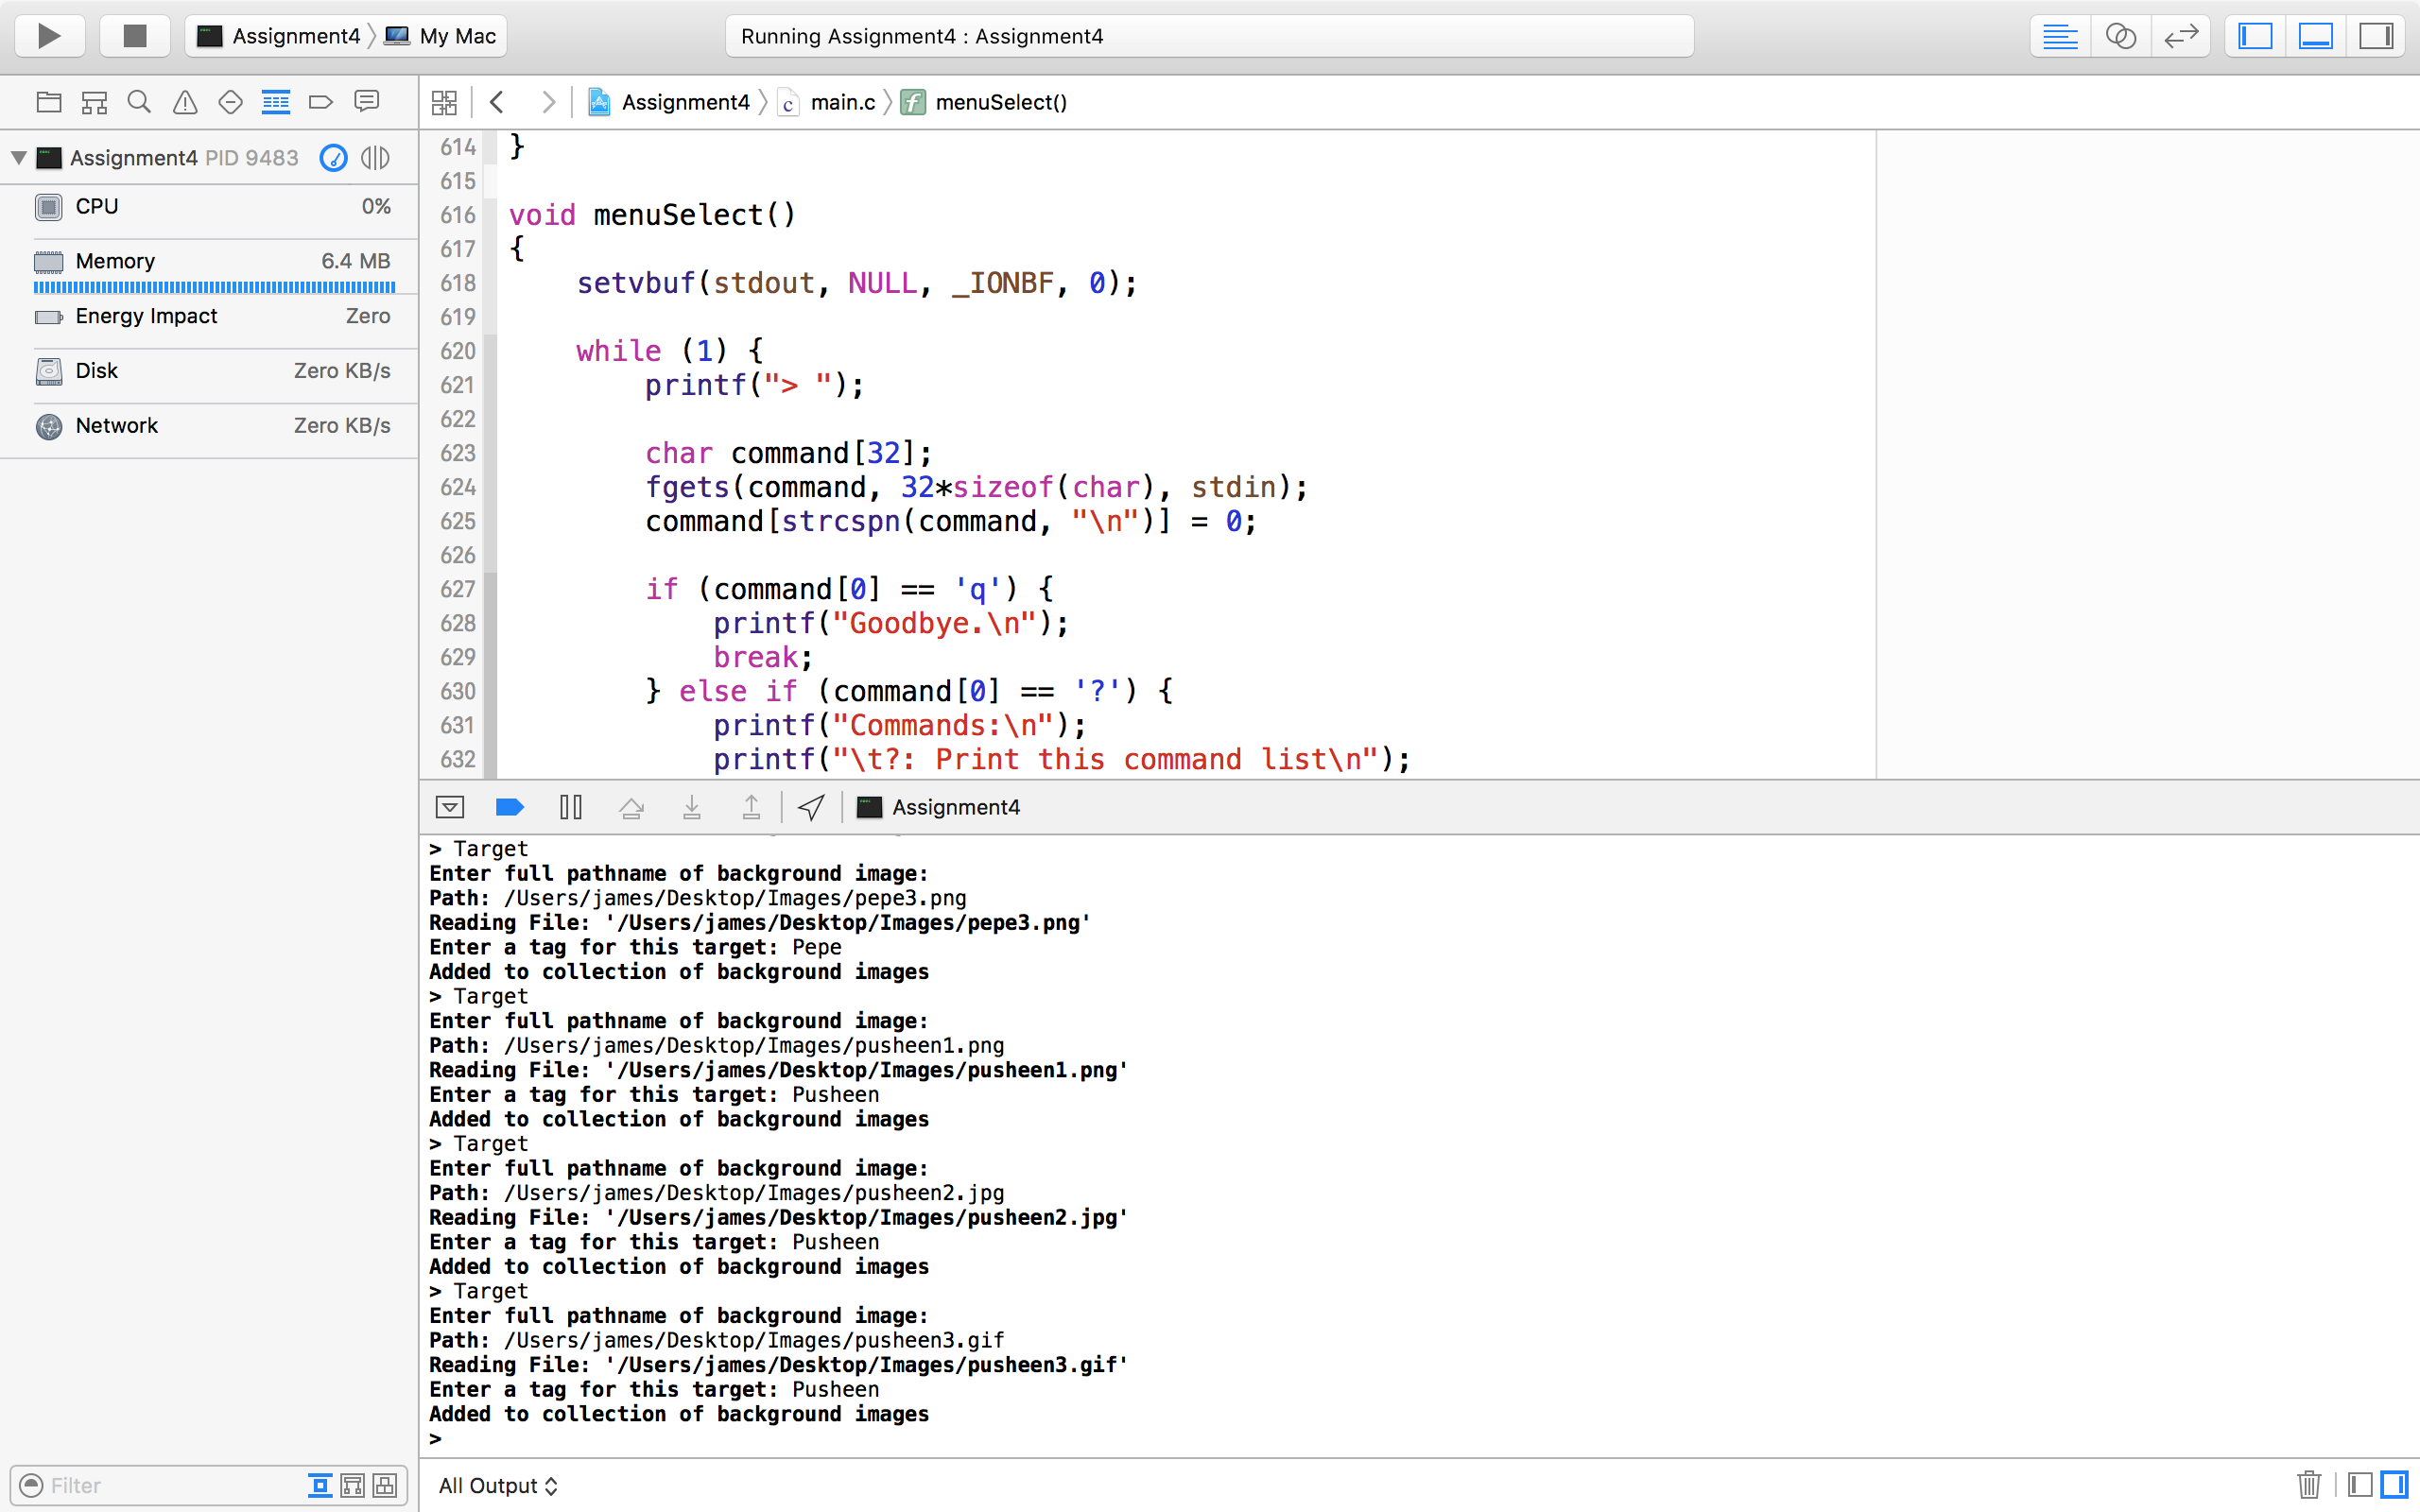 Assignment4 My Mac
Running Assignment4 : Assignment4
Assignment4 main.c menuSelect()
Assignment4 PID 9483
CPU 0%
Memory 6.4 MB
Energy Impact Zero
Disk Zero KB/s
Network Zero KB/s
614 }
615
616 void menuSelect()
617 {
618 setvbuf(stdout, NULL, _IONBF, 0);
619
620 while (1) {
621 printf("> ");
622
623 char command[32];
624 fgets(command, 32*sizeof(char), stdin);
625 command[strcspn(command, "\n")] = 0;
626
627 if (command[0] == 'q') {
628 printf("Goodbye.\n");
629 break;
630 } else if (command[0] == '?') {
631 printf("Commands:\n");
632 printf("\t?: Print this command list\n");
Assignment4
> Target
Enter full pathname of background image:
Path: /Users/james/Desktop/Images/pepe3.png
Reading File: '/Users/james/Desktop/Images/pepe3.png'
Enter a tag for this target: Pepe
Added to collection of background images
> Target
Enter full pathname of background image:
Path: /Users/james/Desktop/Images/pusheen1.png
Reading File: '/Users/james/Desktop/Images/pusheen1.png'
Enter a tag for this target: Pusheen
Added to collection of background images
> Target
Enter full pathname of background image:
Path: /Users/james/Desktop/Images/pusheen2.jpg
Reading File: '/Users/james/Desktop/Images/pusheen2.jpg'
Enter a tag for this target: Pusheen
Added to collection of background images
> Target
Enter full pathname of background image:
Path: /Users/james/Desktop/Images/pusheen3.gif
Reading File: '/Users/james/Desktop/Images/pusheen3.gif'
Enter a tag for this target: Pusheen
Added to collection of background images
>
Filter
All Output